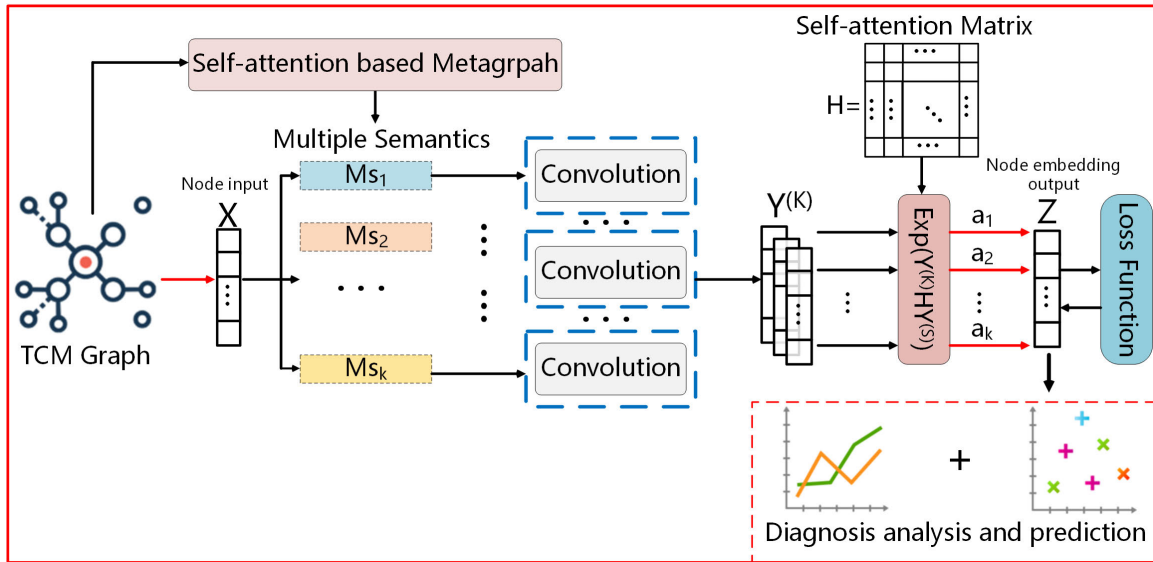 Self-attention based Metagrpah
Multiple Semantics
TCM Graph
Node input
X
Ms1
Ms2
. . .
Msk
Convolution
. . .
Convolution
. . .
Convolution
Y(K)
Self-attention Matrix
H=
Exp(Y(K)HY(S))
a1
a2
ak
Node embedding
output
Z
Loss Function
+
Diagnosis analysis and prediction